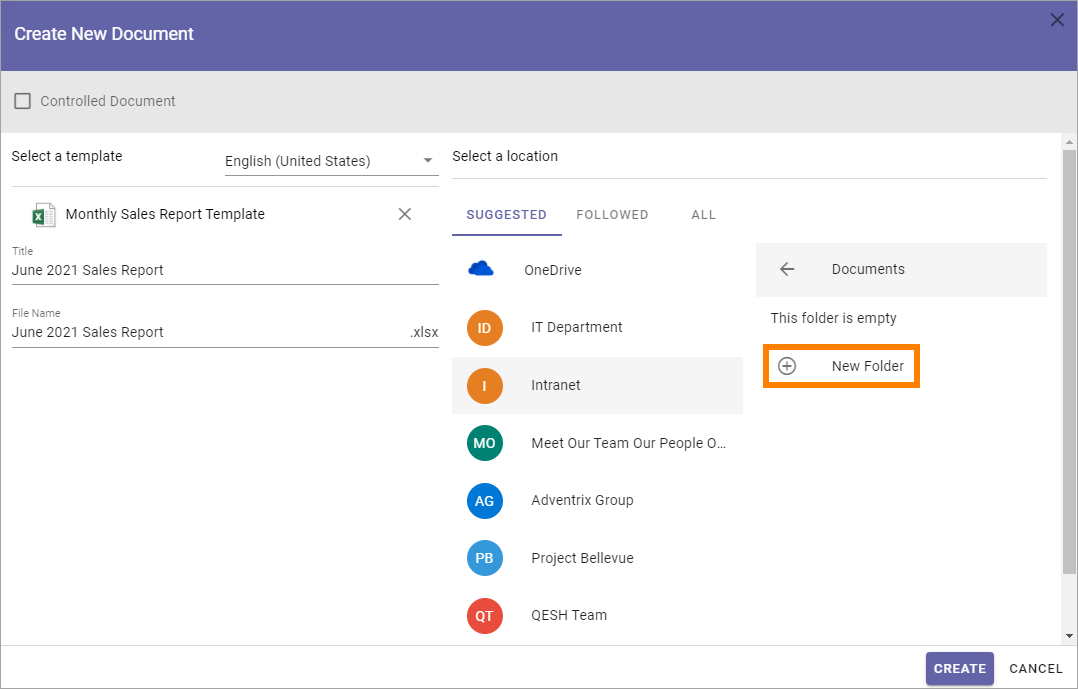 Create New Document
Controlled Document
Select a template
English (United States)
Monthly Sales Report Template
Title
June 2021 Sales Report
File Name
June 2021 Sales Report .xlsx
Select a location
SUGGESTED FOLLOWED ALL
OneDrive
ID IT Department
I Intranet
MO Meet Our Team Our People O...
AG Adventrix Group
PB Project Bellevue
QT QESH Team
Documents
This folder is empty
New Folder
CREATE CANCEL